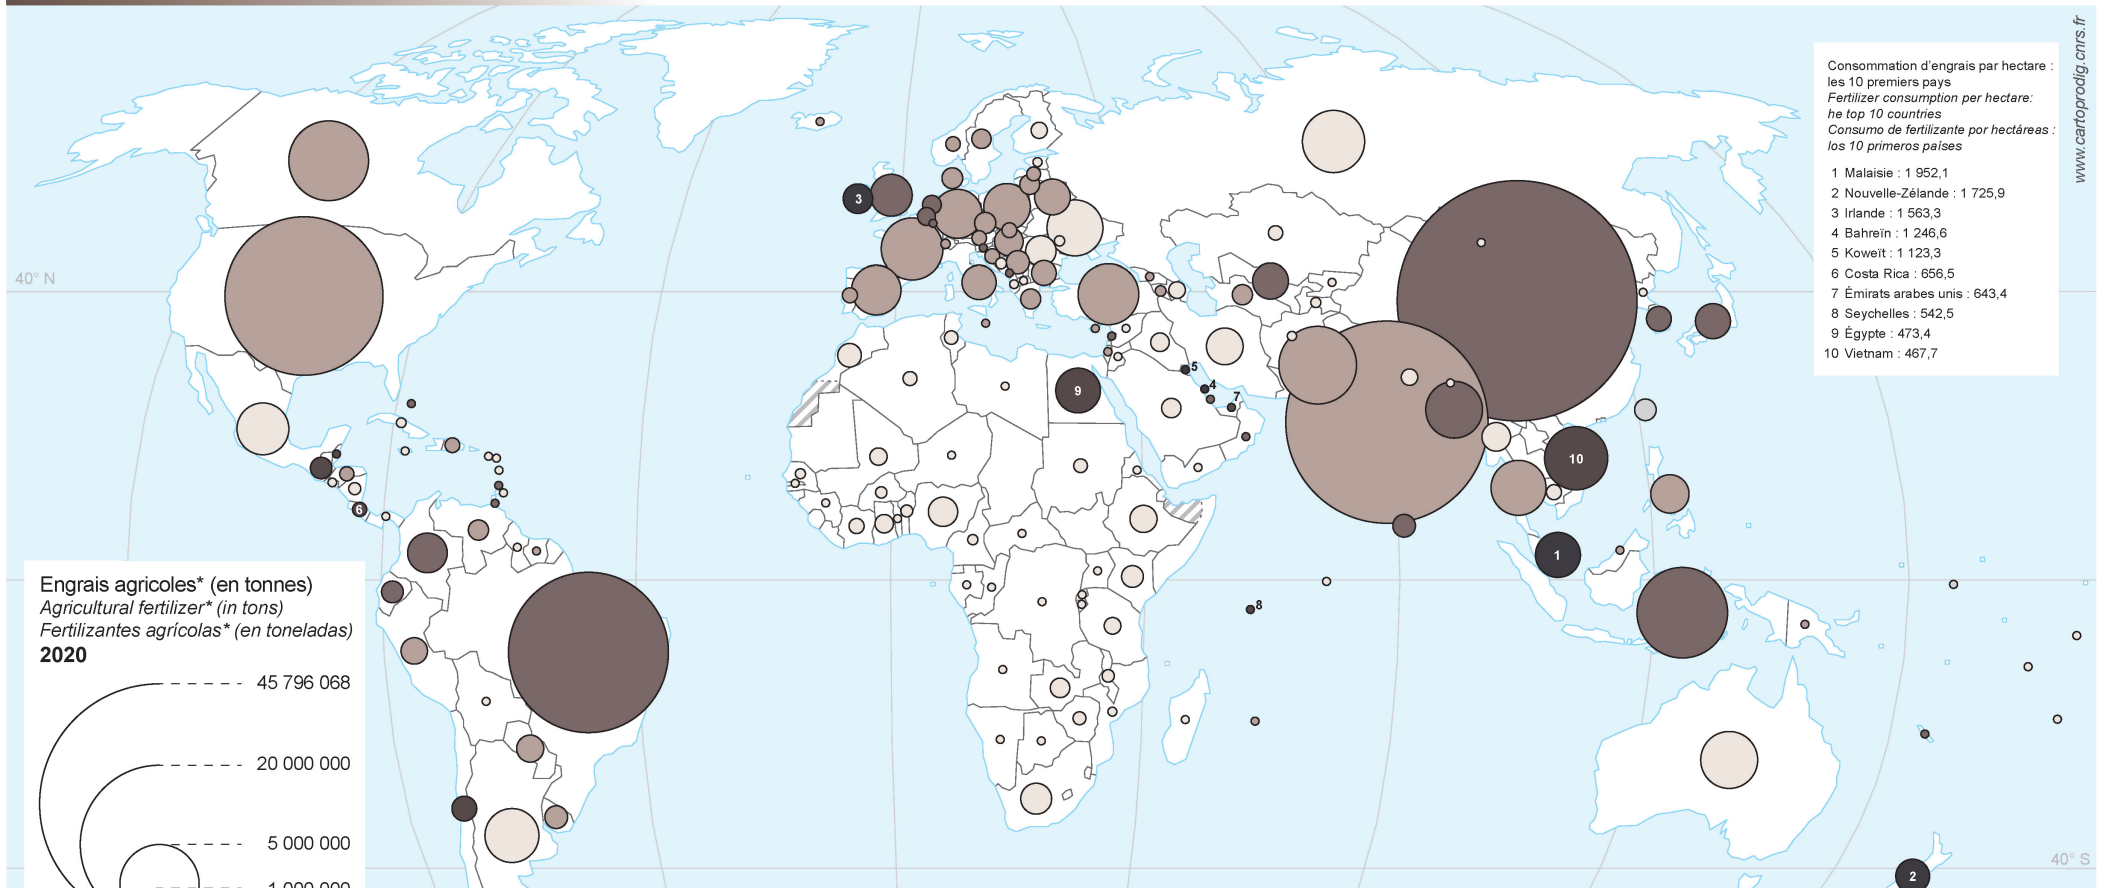 www.cartoprodig.cnrs.fr
Consommation d'engrais par hectare :
les 10 premiers pays
Fertilizer consumption per hectare:
he top 10 countries
Consumo de fertilizante por hectáreas :
los 10 primeros países
1 Malaisie : 1 952,1
2 Nouvelle-Zélande : 1 725,9
3 Irlande : 1 563,3
4 Bahreïn : 1 246,6
5 Koweït : 1 123,3
6 Costa Rica : 656,5
7 Émirats arabes unis : 643,4
8 Seychelles : 542,5
9 Égypte : 473,4
10 Vietnam : 467,7
3
40° N
5
4
7
9
10
6
1
8
Engrais agricoles* (en tonnes)
Agricultural fertilizer* (in tons)
Fertilizantes agrícolas* (en toneladas)
2020
45 796 068
20 000 000
5 000 000
1 000 000
40° S
2